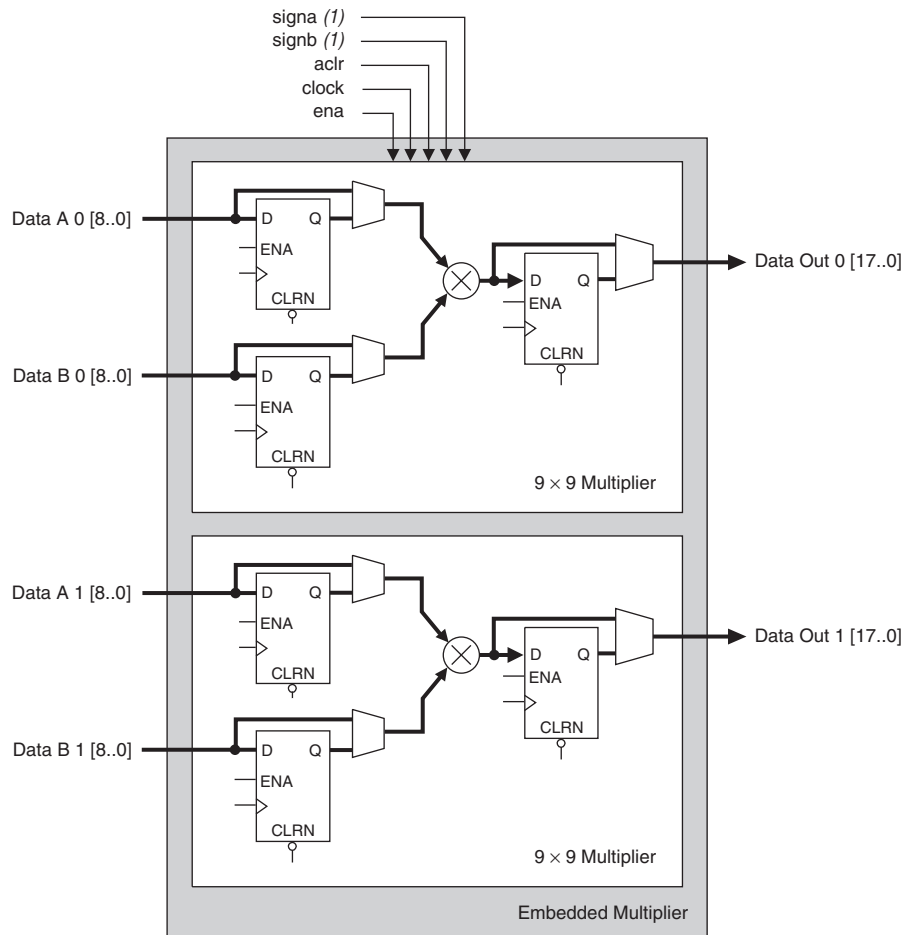 signa (1)
signb (1)
aclr
clock
ena
Data A 0 [8..0]
D Q
ENA
CLRN
Data B 0 [8..0]
D Q
ENA
CLRN
D Q
ENA
CLRN
Data Out 0 [17..0]
9 × 9 Multiplier
Data A 1 [8..0]
D Q
ENA
CLRN
Data B 1 [8..0]
D Q
ENA
CLRN
D Q
ENA
CLRN
Data Out 1 [17..0]
9 × 9 Multiplier
Embedded Multiplier